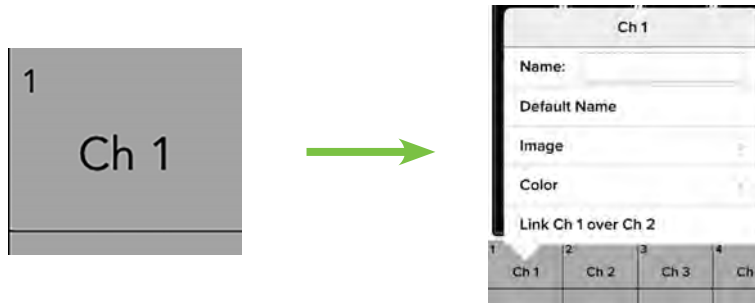 1
Ch 1
Ch 1
Name:
Default Name
Image
Color
Link Ch 1 over Ch 2
1 2 3 4
Ch 1 Ch 2 Ch 3 Ch